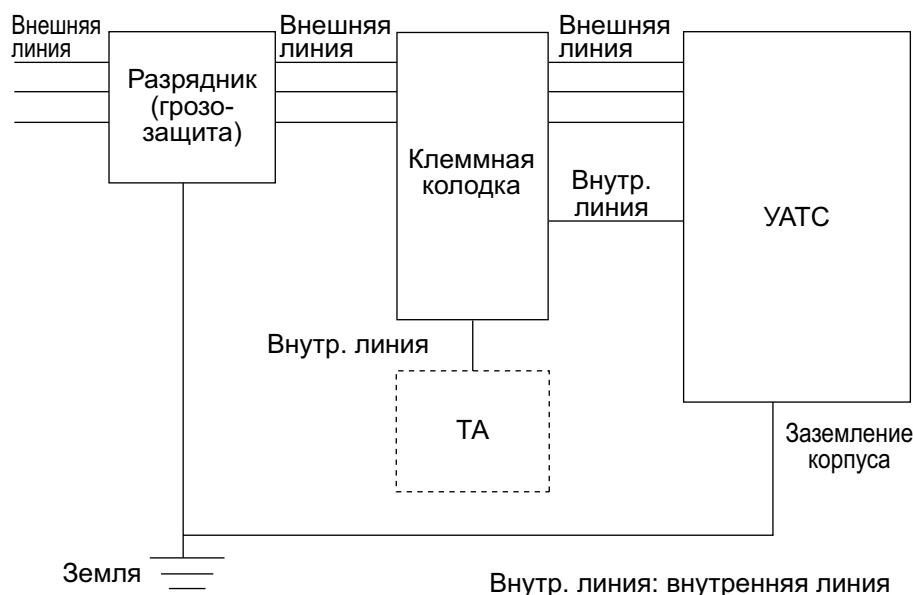 Внешняя
линия
Внешняя
линия
Внешняя
линия
Разрядник
(грозо-
защита)
Клеммная
колодка
Внутр.
линия
УАТС
Внутр. линия
ТА
Заземление
корпуса
Земля
Внутр. линия: внутренняя линия